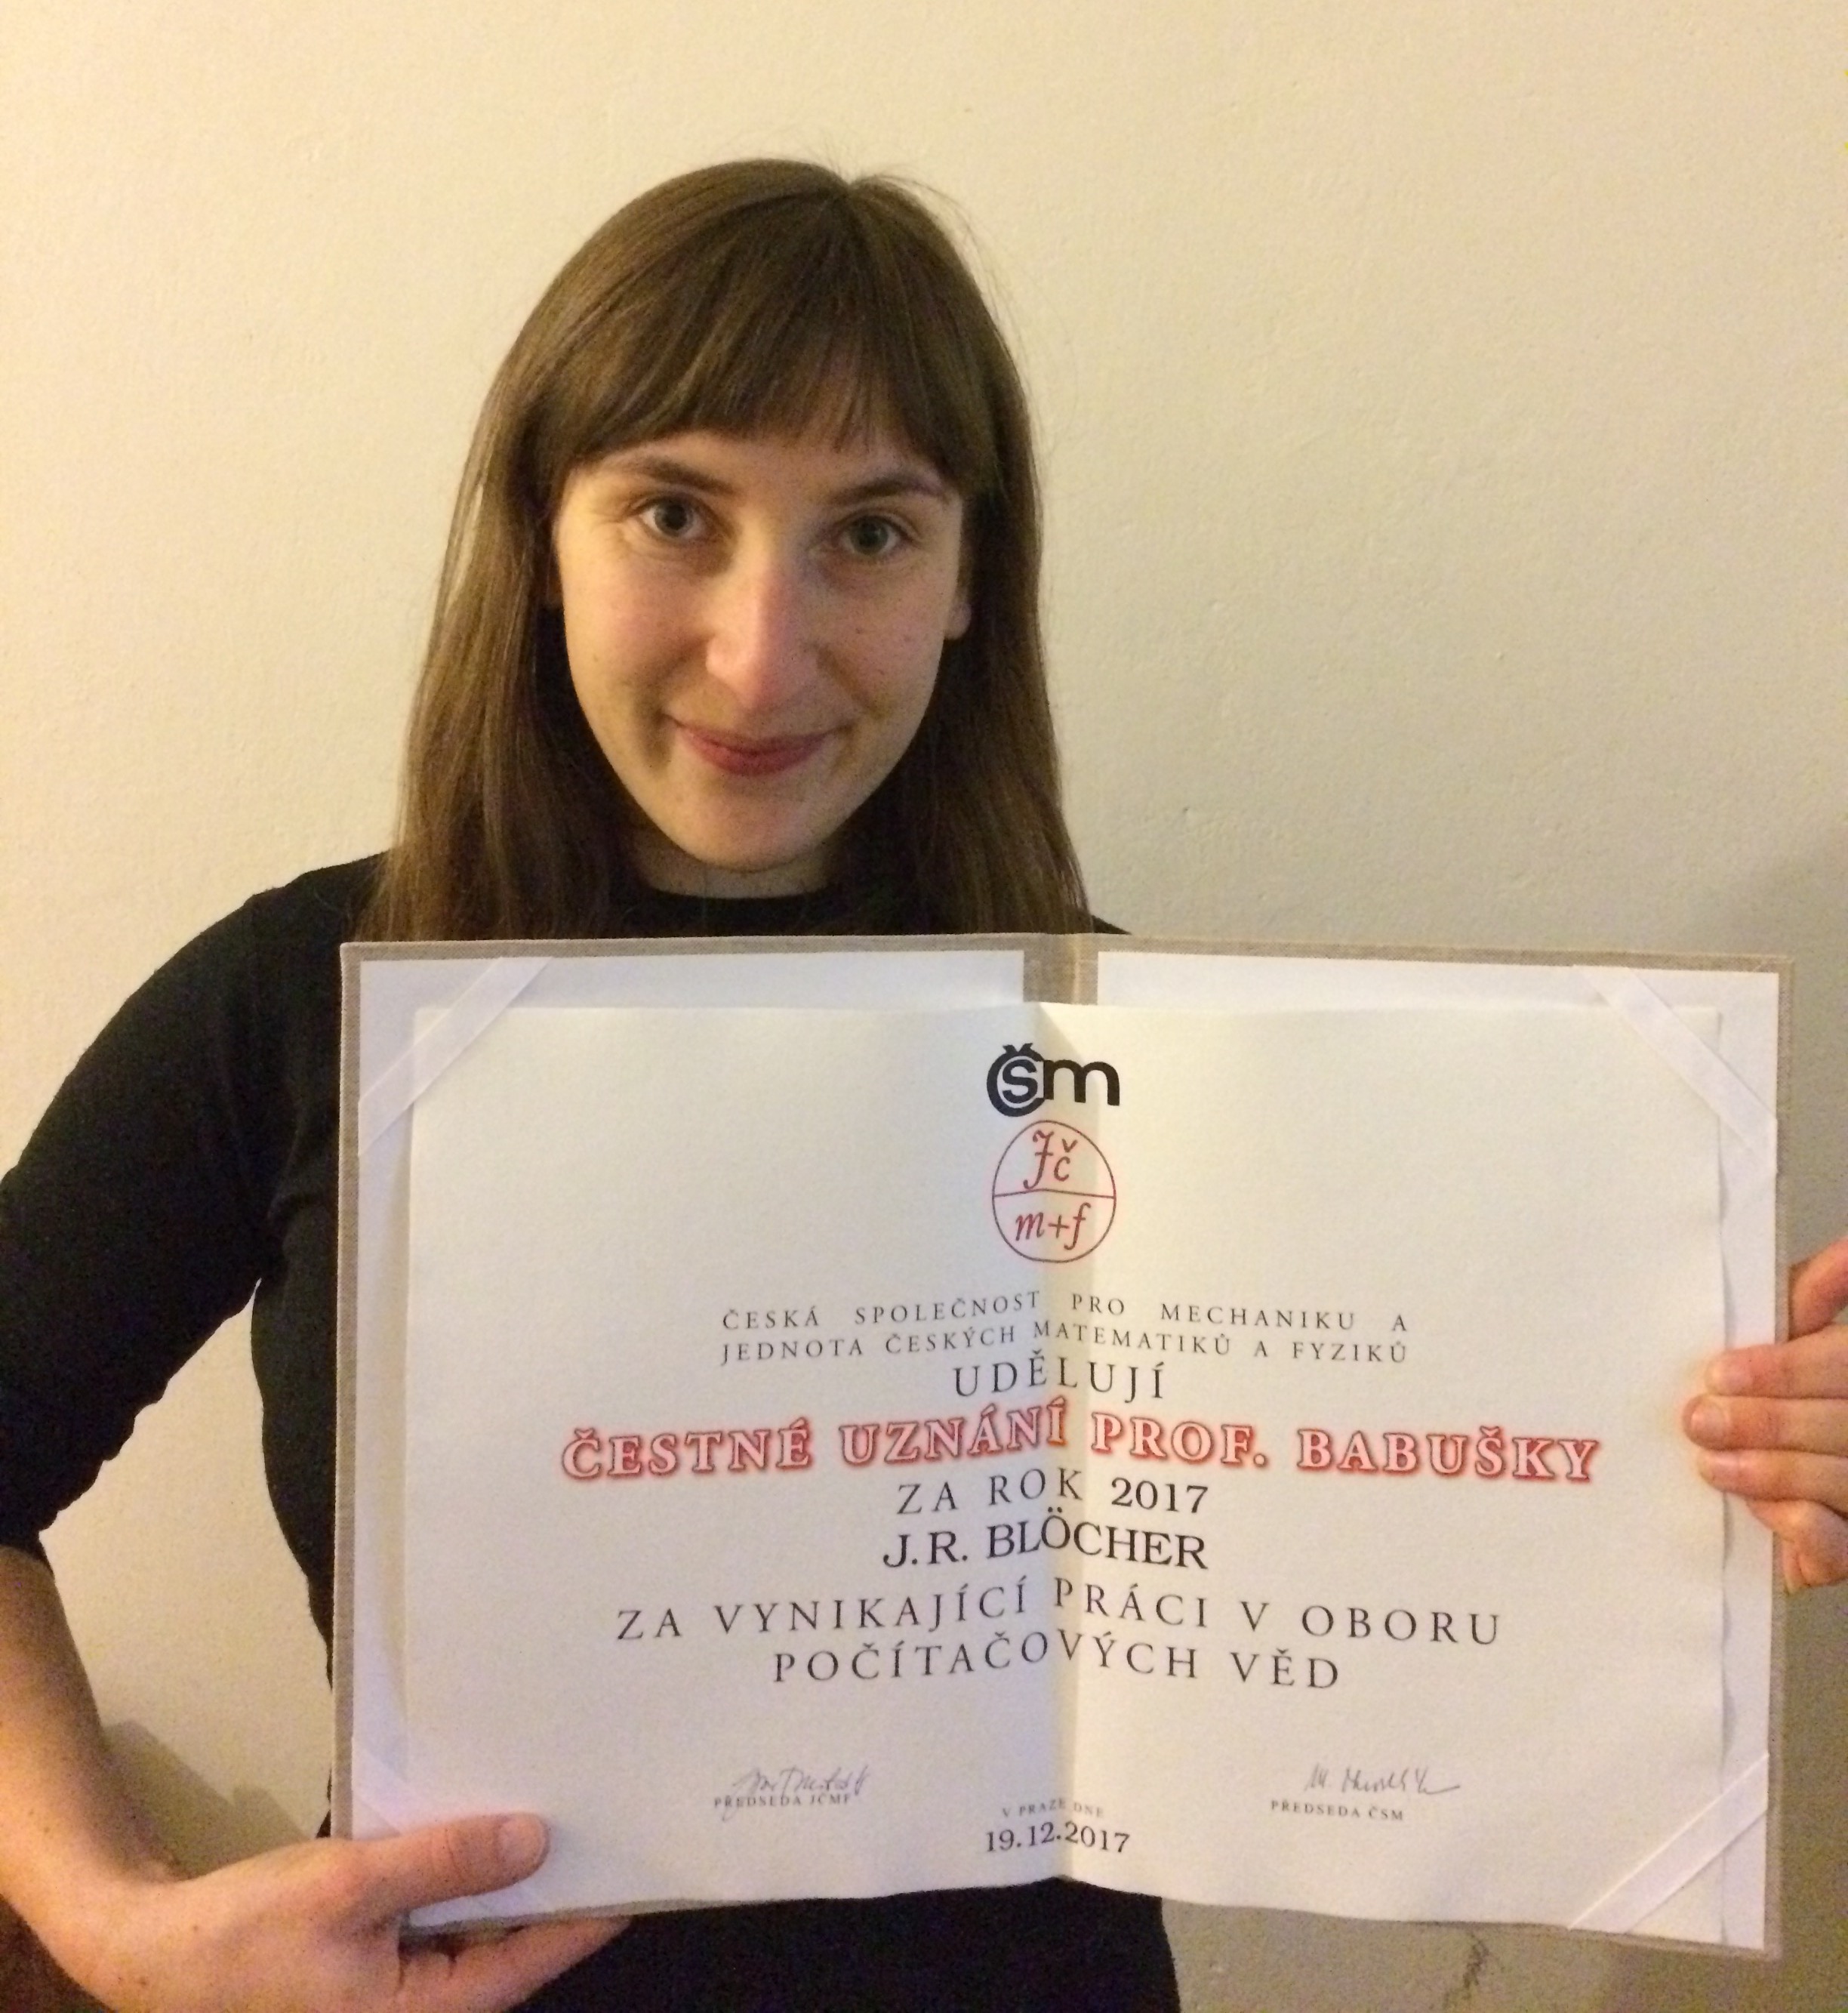 čsm
Jč
m+f
ČESKÁ SPOLEČNOST PRO MECHANIKU A
JEDNOTA ČESKÝCH MATEMATIKŮ A FYZIKŮ
UDĚLUJÍ
ČESTNÉ UZNÁNÍ PROF. BABUŠKY
ZA ROK 2017
J.R. BLÖCHER
ZA VYNIKAJÍCÍ PRÁCI V OBORU
POČÍTAČOVÝCH VĚD
PŘEDSEDA JČMF
PŘEDSEDA ČSM
V PRAZE DNE
19.12.2017